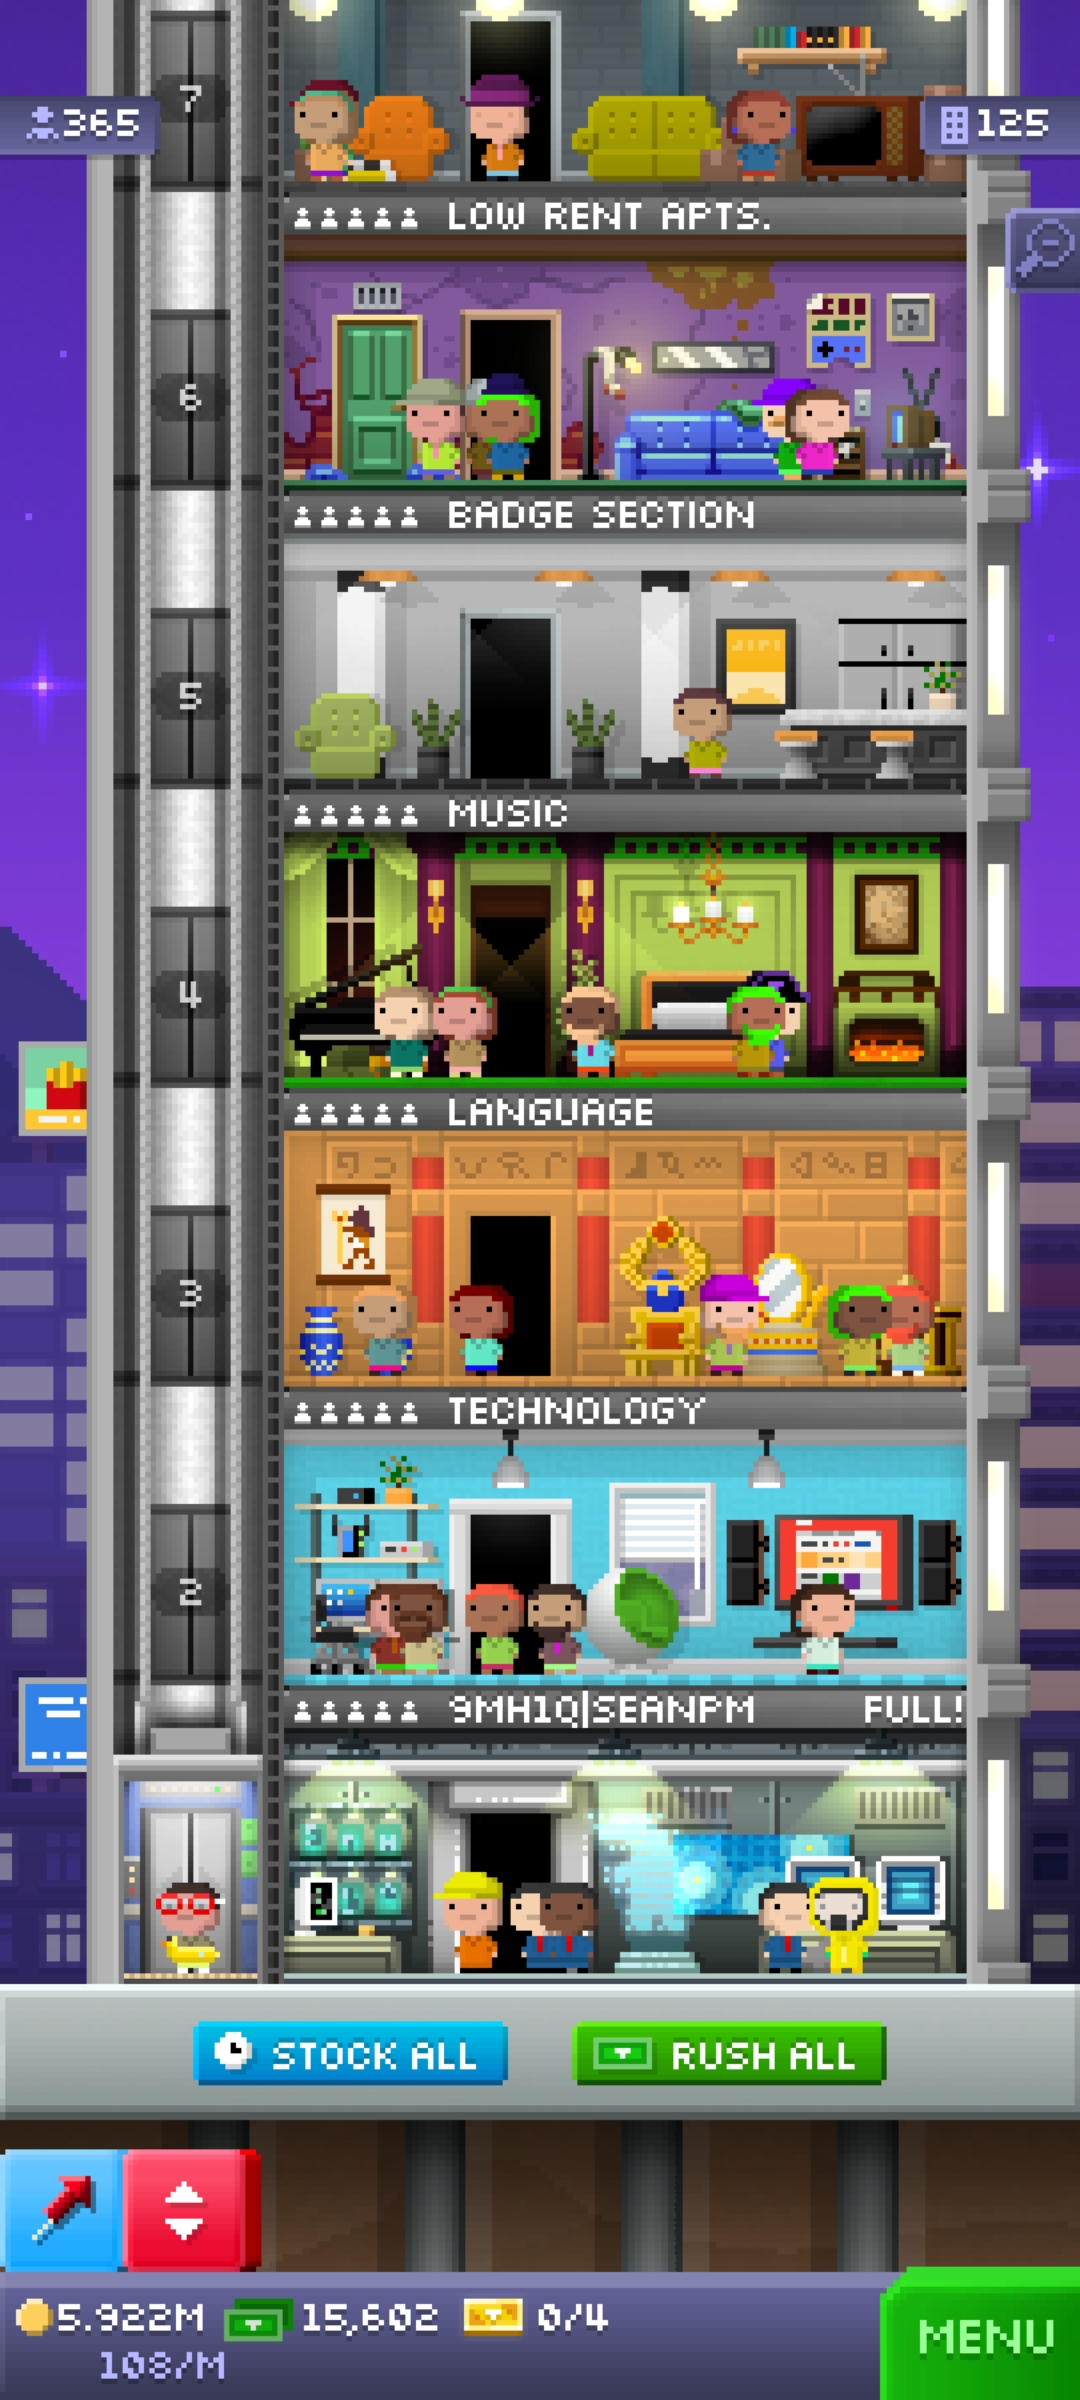 7
365
125
LOW RENT APTS.
6
BADGE SECTION
5
MUSIC
4
LANGUAGE
3
TECHNOLOGY
2
9MH1Q|SEANPM FULL!
STOCK ALL
RUSH ALL
5.922M
15,602
0/4
108/M
MENU